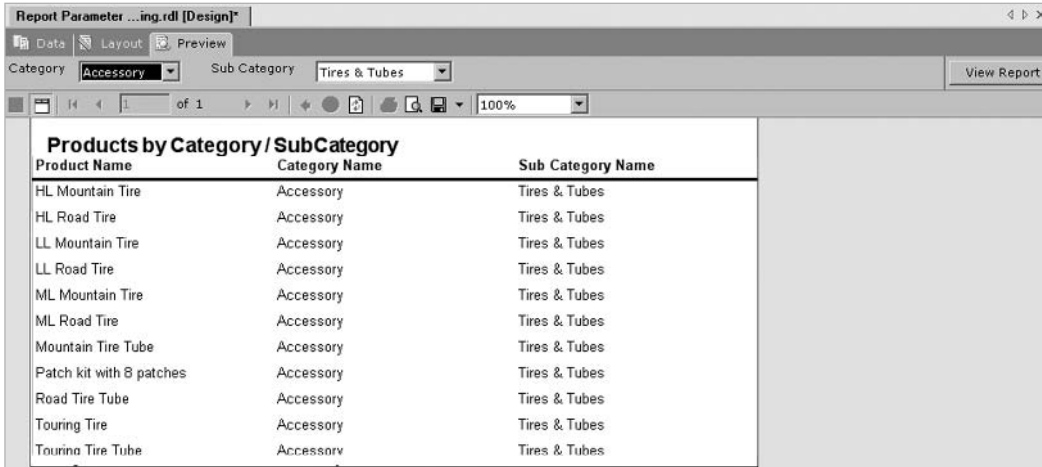 Report Parameter ...ing.rdl [Design]*
Data Layout Preview
Category Accessory Sub Category Tires & Tubes View Report
1 of 1 100%
Products by Category / SubCategory
Product Name Category Name Sub Category Name
HL Mountain Tire Accessory Tires & Tubes
HL Road Tire Accessory Tires & Tubes
LL Mountain Tire Accessory Tires & Tubes
LL Road Tire Accessory Tires & Tubes
ML Mountain Tire Accessory Tires & Tubes
ML Road Tire Accessory Tires & Tubes
Mountain Tire Tube Accessory Tires & Tubes
Patch kit with 8 patches Accessory Tires & Tubes
Road Tire Tube Accessory Tires & Tubes
Touring Tire Accessory Tires & Tubes
Touring Tire Tube Accessory Tires & Tubes